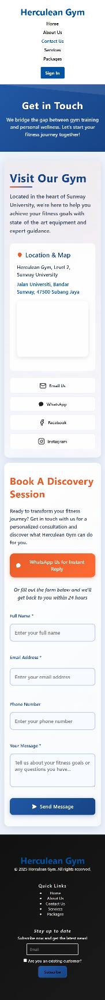 Herculean Gym
Home
About Us
Contact Us
Services
Packages
Sign In
Get in Touch
We bridge the gap between gym training
and personal wellness. Let's start your
fitness journey together!
Visit Our Gym
Located in the heart of Sunway
University, we're here to help you
achieve your fitness goals with
state-of-the-art equipment and
expert guidance.
Location & Map
Herculean Gym, Level 2,
Sunway University
Jalan Universiti, Bandar
Sunway, 47500 Subang Jaya
Email Us
WhatsApp
Facebook
Instagram
Book A Discovery
Session
Ready to transform your fitness
journey? Get in touch with us for a
personalized consultation and
discover what Herculean Gym can do
for you.
WhatsApp Us for Instant
Reply
Or fill out the form below and we'll
get back to you within 24 hours
Full Name *
Enter your full name
Email Address *
Enter your email address
Phone Number
Enter your phone number
Your Message *
Tell us about your fitness goals or
any questions you have...
Send Message
Herculean Gym
© 2025 Herculean Gym. All rights reserved.
Quick Links
Home
About Us
Contact Us
Services
Packages
Stay up to date
Subscribe now and get the latest news!
Email
Are you an existing customer?
Subscribe